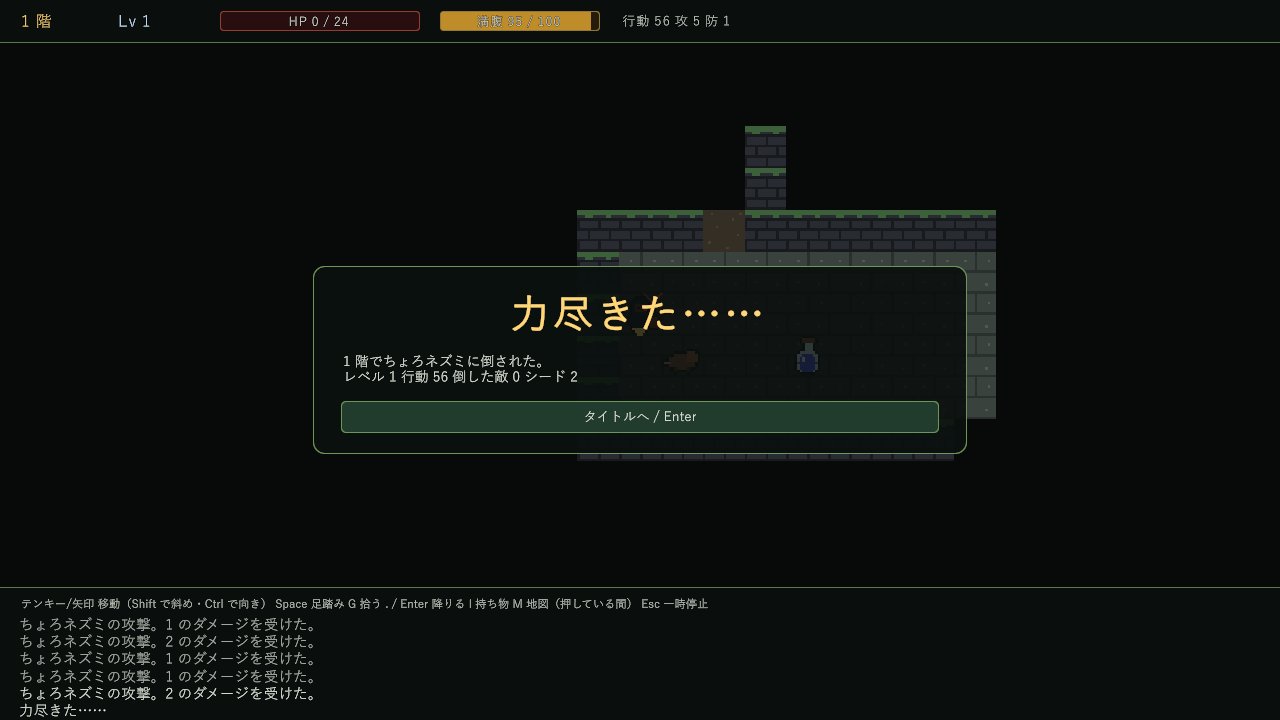 1 階
Lv 1
HP 0 / 24
満腹 95 / 100
行動 56 攻 5 防 1
力尽きた……
1 階でちょろネズミに倒された。
レベル 1 行動 56 倒した敵 0 シード 2
タイトルへ / Enter
テンキー/矢印 移動（Shift で斜め・Ctrl で向き） Space 足踏み G 拾う . / Enter 降りる I 持ち物 M 地図（押している間） Esc 一時停止
ちょろネズミの攻撃。1 のダメージを受けた。
ちょろネズミの攻撃。2 のダメージを受けた。
ちょろネズミの攻撃。1 のダメージを受けた。
ちょろネズミの攻撃。1 のダメージを受けた。
ちょろネズミの攻撃。2 のダメージを受けた。
力尽きた……